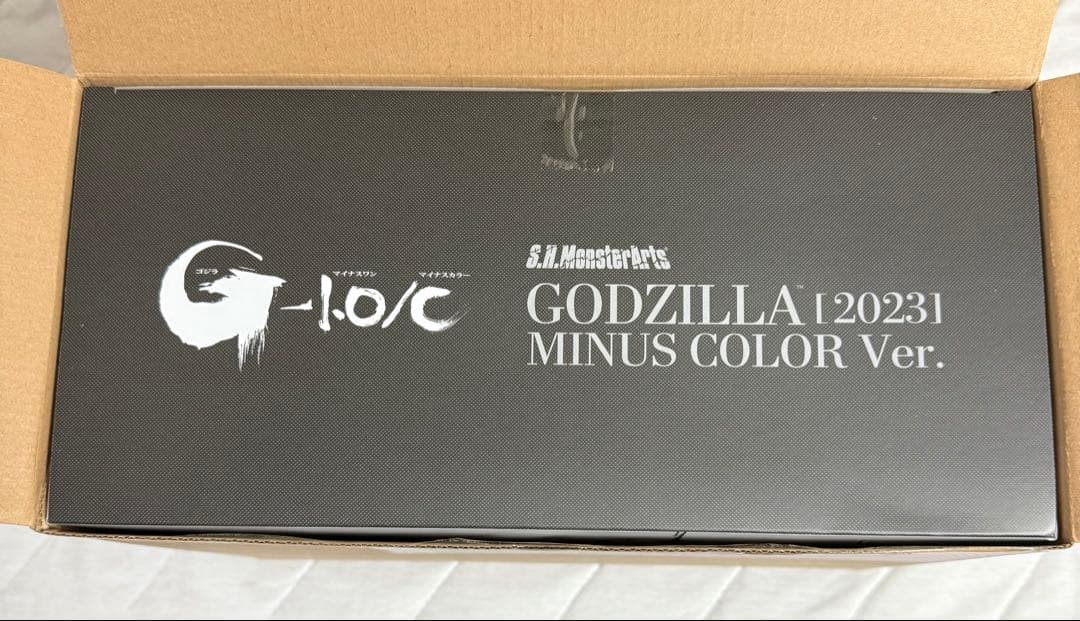 ゴジラ マイナスワン マイナスカラー
G-1.0/C
S.H.MonsterArts
GODZILLA™ [2023]
MINUS COLOR Ver.